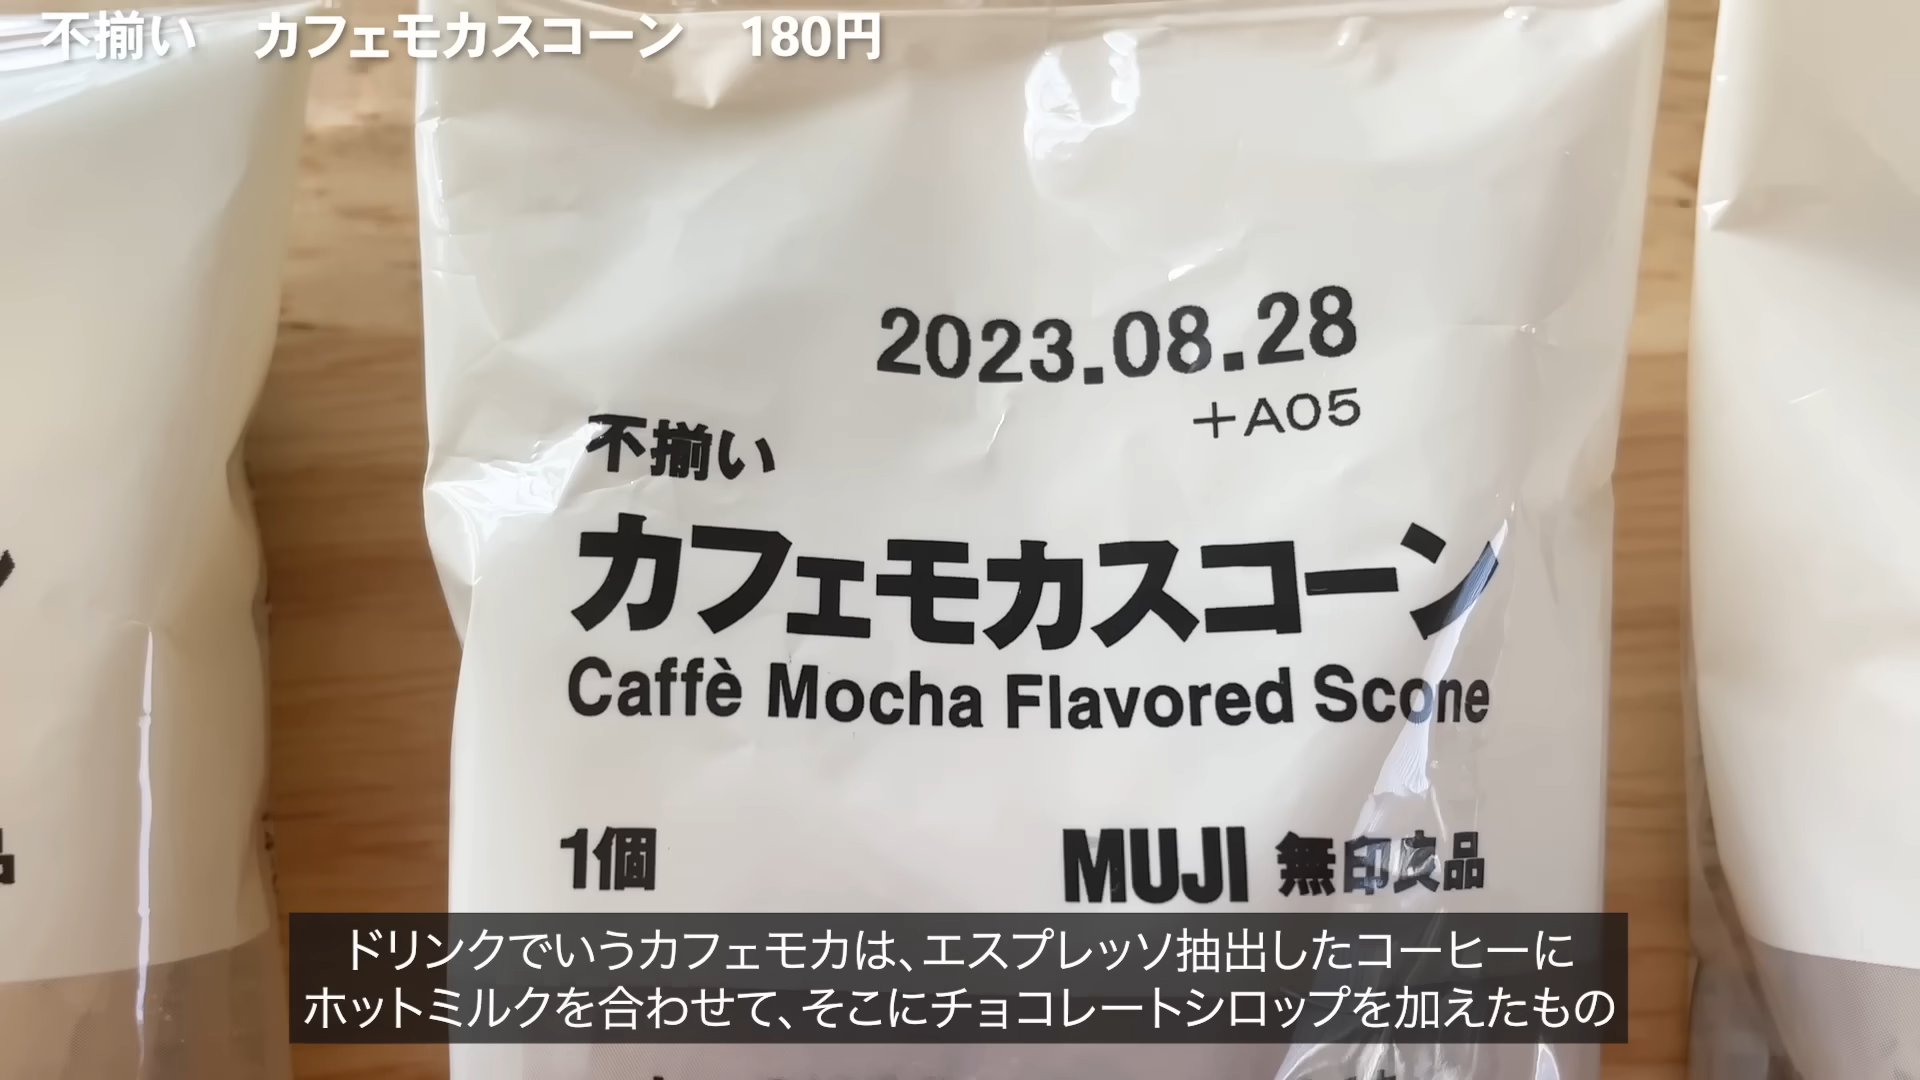 不揃い　カフェモカスコーン　180円
2023.08.28
+A05
不揃い
カフェモカスコーン
Caffè Mocha Flavored Scone
1個
MUJI 無印良品
ドリンクでいうカフェモカは、エスプレッソ抽出したコーヒーに
ホットミルクを合わせて、そこにチョコレートシロップを加えたもの